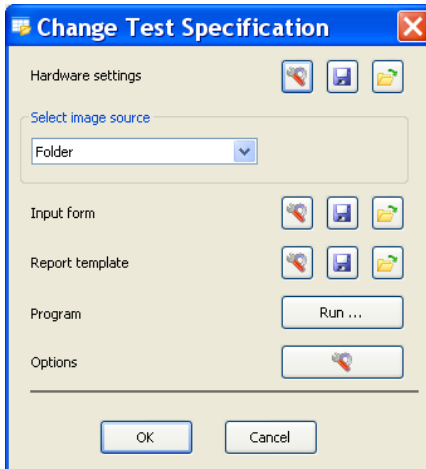 Change Test Specification
Hardware settings
Select image source
Folder
Input form
Report template
Program
Run ...
Options
OK
Cancel